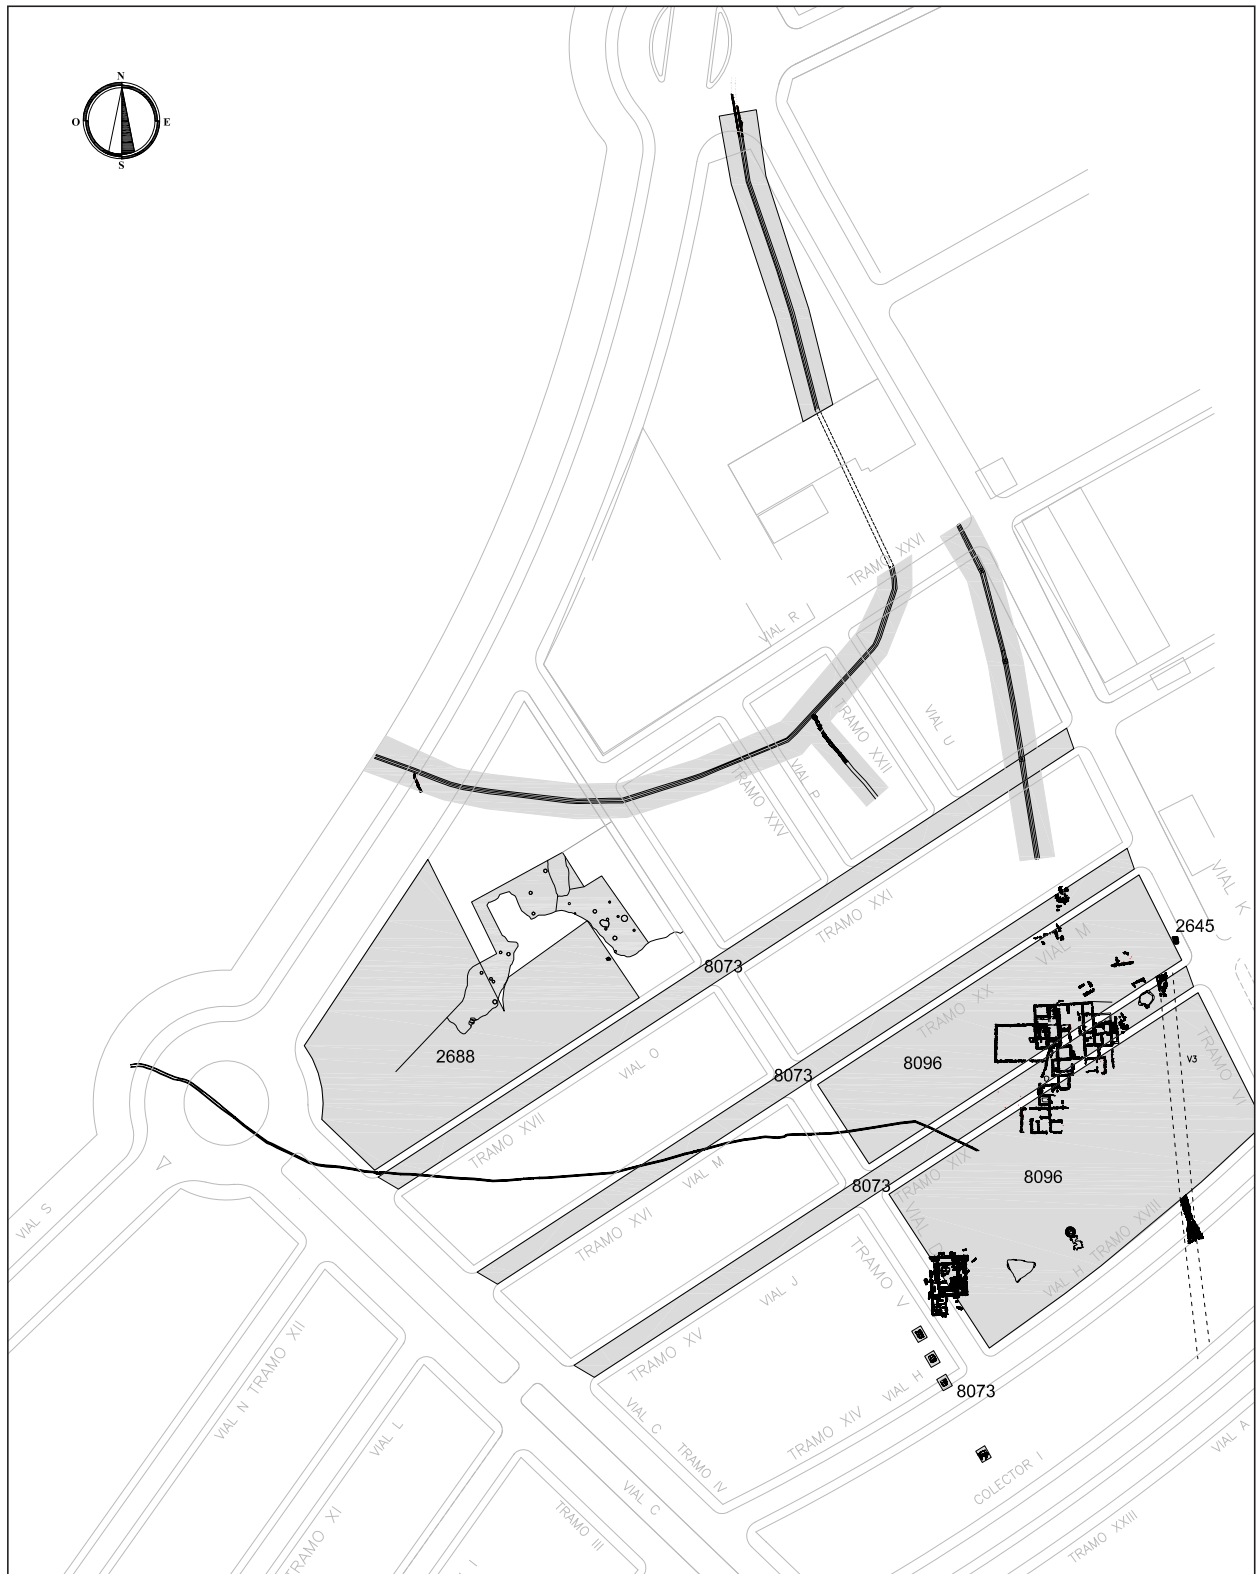 N
O
E
S
TRAMO XXVI
VIAL R
VIAL U
TRAMO XXII
VIAL P
TRAMO XXV
VIAL K
TRAMO XXI
2645
VIAL M
8073
TRAMO XX
2688
VIAL O
8073
8096
V3
TRAMO VI
TRAMO XVII
VIAL M
TRAMO XIX
8073
8096
VIAL S
TRAMO XVI
TRAMO V
VIAL J
VIAL H
TRAMO XVIII
TRAMO XV
VIAL N
TRAMO XII
VIAL H
8073
VIAL L
VIAL C
TRAMO XIV
VIAL A
TRAMO IV
COLECTOR I
VIAL C
TRAMO XI
TRAMO III
TRAMO XXIII